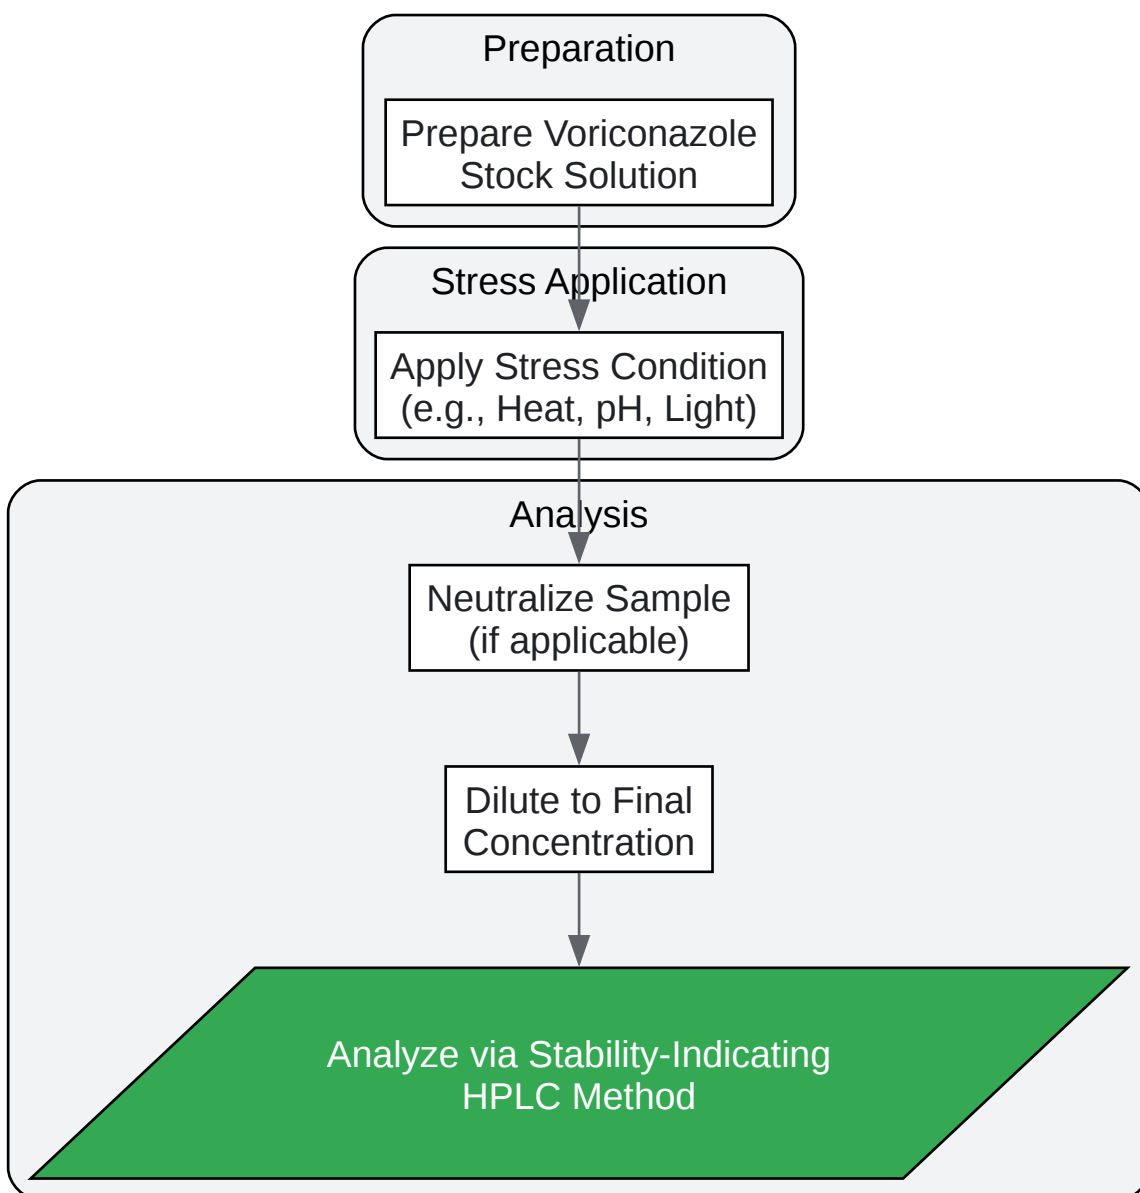 Preparation
Prepare Voriconazole
Stock Solution
Stress Application
Apply Stress Condition
(e.g., Heat, pH, Light)
Analysis
Neutralize Sample
(if applicable)
Dilute to Final
Concentration
Analyze via Stability-Indicating
HPLC Method